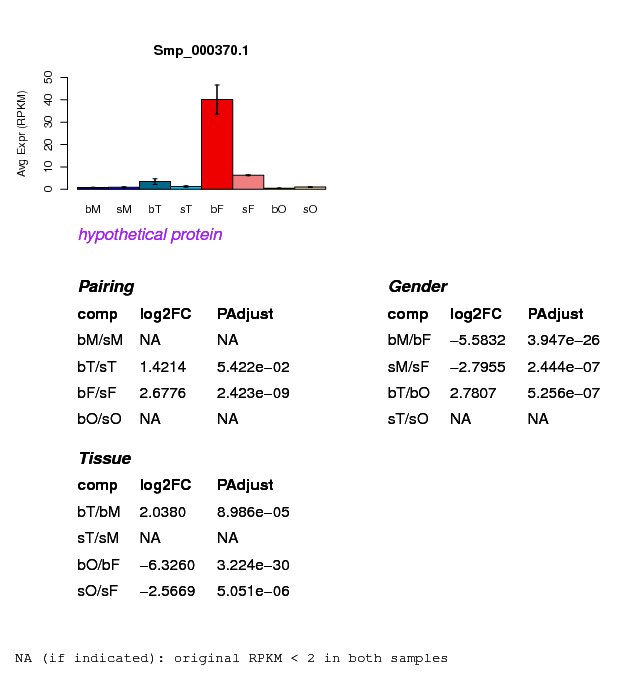 Smp_000370.1
Avg Expr (RPKM)
50
40
30
20
10
0
bM sM bT sT bF sF bO sO
hypothetical protein
Pairing
comp log2FC PAdjust
bM/sM NA NA
bT/sT 1.4214 5.422e−02
bF/sF 2.6776 2.423e−09
bO/sO NA NA
Gender
comp log2FC PAdjust
bM/bF −5.5832 3.947e−26
sM/sF −2.7955 2.444e−07
bT/bO 2.7807 5.256e−07
sT/sO NA NA
Tissue
comp log2FC PAdjust
bT/bM 2.0380 8.986e−05
sT/sM NA NA
bO/bF −6.3260 3.224e−30
sO/sF −2.5669 5.051e−06
NA (if indicated): original RPKM < 2 in both samples